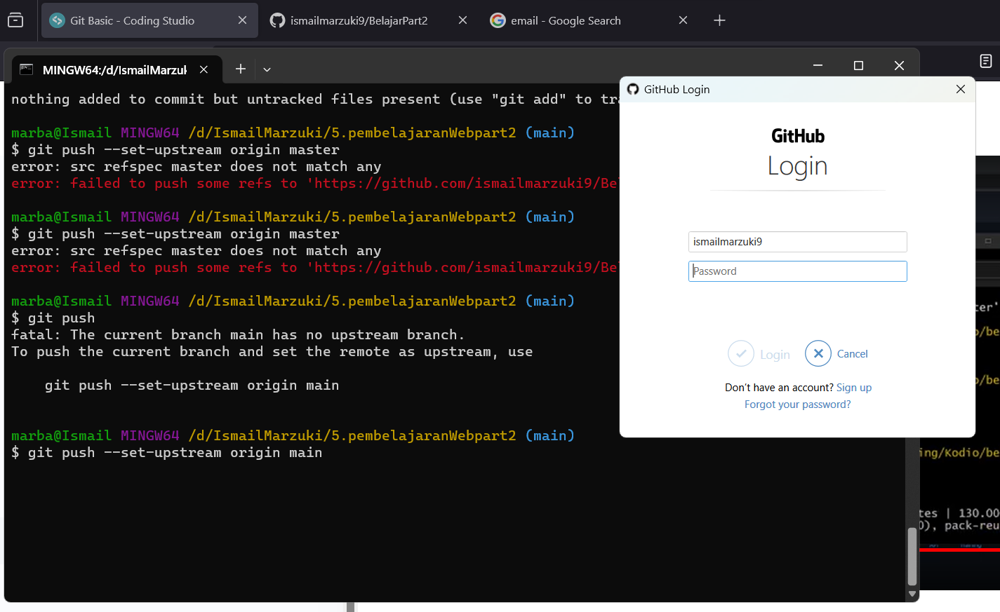 Git Basic - Coding Studio
ismailmarzuki9/BelajarPart2
email - Google Search
MINGW64:/d/IsmailMarzuk
nothing added to commit but untracked files present (use "git add" to tra
marba@Ismail MINGW64 /d/IsmailMarzuki/5.pembelajaranWebpart2 (main)
$ git push --set-upstream origin master
error: src refspec master does not match any
error: failed to push some refs to 'https://github.com/ismailmarzuki9/Bel
marba@Ismail MINGW64 /d/IsmailMarzuki/5.pembelajaranWebpart2 (main)
$ git push --set-upstream origin master
error: src refspec master does not match any
error: failed to push some refs to 'https://github.com/ismailmarzuki9/Bel
marba@Ismail MINGW64 /d/IsmailMarzuki/5.pembelajaranWebpart2 (main)
$ git push
fatal: The current branch main has no upstream branch.
To push the current branch and set the remote as upstream, use
git push --set-upstream origin main
marba@Ismail MINGW64 /d/IsmailMarzuki/5.pembelajaranWebpart2 (main)
$ git push --set-upstream origin main
GitHub Login
GitHub
Login
ismailmarzuki9
Password
Login
Cancel
Don't have an account? Sign up
Forgot your password?
ter'
o/be
o/be
ing/Kodio/be
tes | 130.00
0), pack-reu